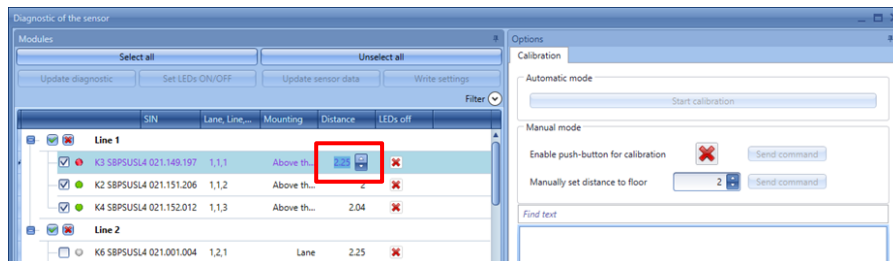 Diagnostic of the sensor
Modules
Select all
Unselect all
Update diagnostic
Set LEDs ON/OFF
Update sensor data
Write settings
Filter
SIN
Lane, Line,...
Mounting
Distance
LEDs off
Line 1
K3 SBPSUSL4 021.149.197 1,1,1 Above th... 2.25
K2 SBPSUSL4 021.151.206 1,1,2 Above th... 2
K4 SBPSUSL4 021.152.012 1,1,3 Above th... 2.04
Line 2
K6 SBPSUSL4 021.001.004 1,2,1 Lane 2.25
Options
Calibration
Automatic mode
Start calibration
Manual mode
Enable push-button for calibration
Send command
Manually set distance to floor 2
Send command
Find text